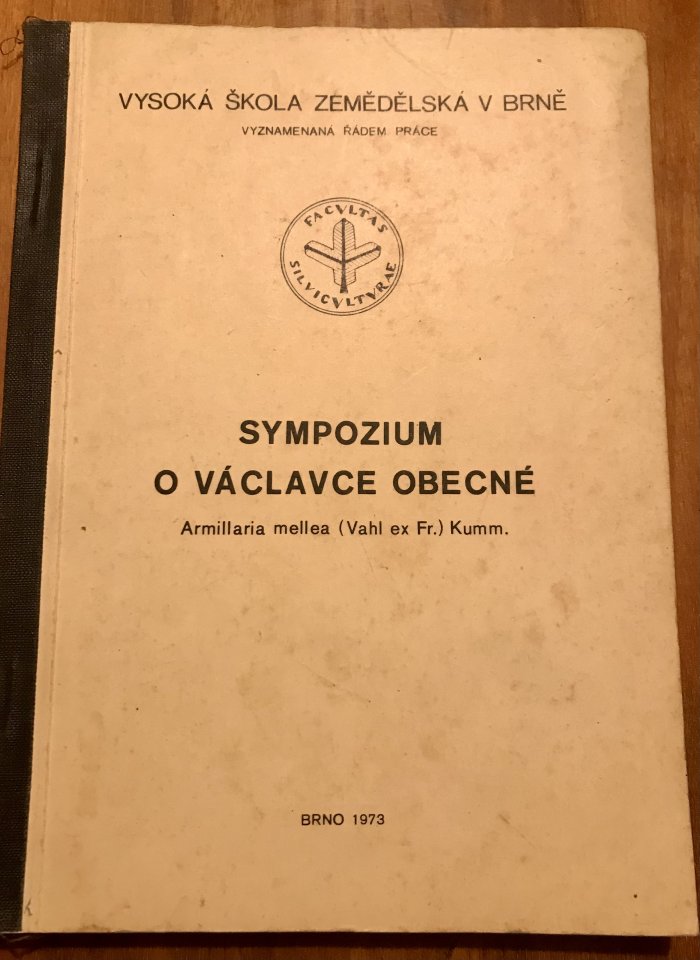 VYSOKÁ ŠKOLA ZEMĚDĚLSKÁ V BRNĚ
VYZNAMENANÁ ŘÁDEM PRÁCE
FACVLTAS
SILVICVLTVRAE
SYMPOZIUM
O VÁCLAVCE OBECNÉ
Armillaria mellea (Vahl ex Fr.) Kumm.
BRNO 1973